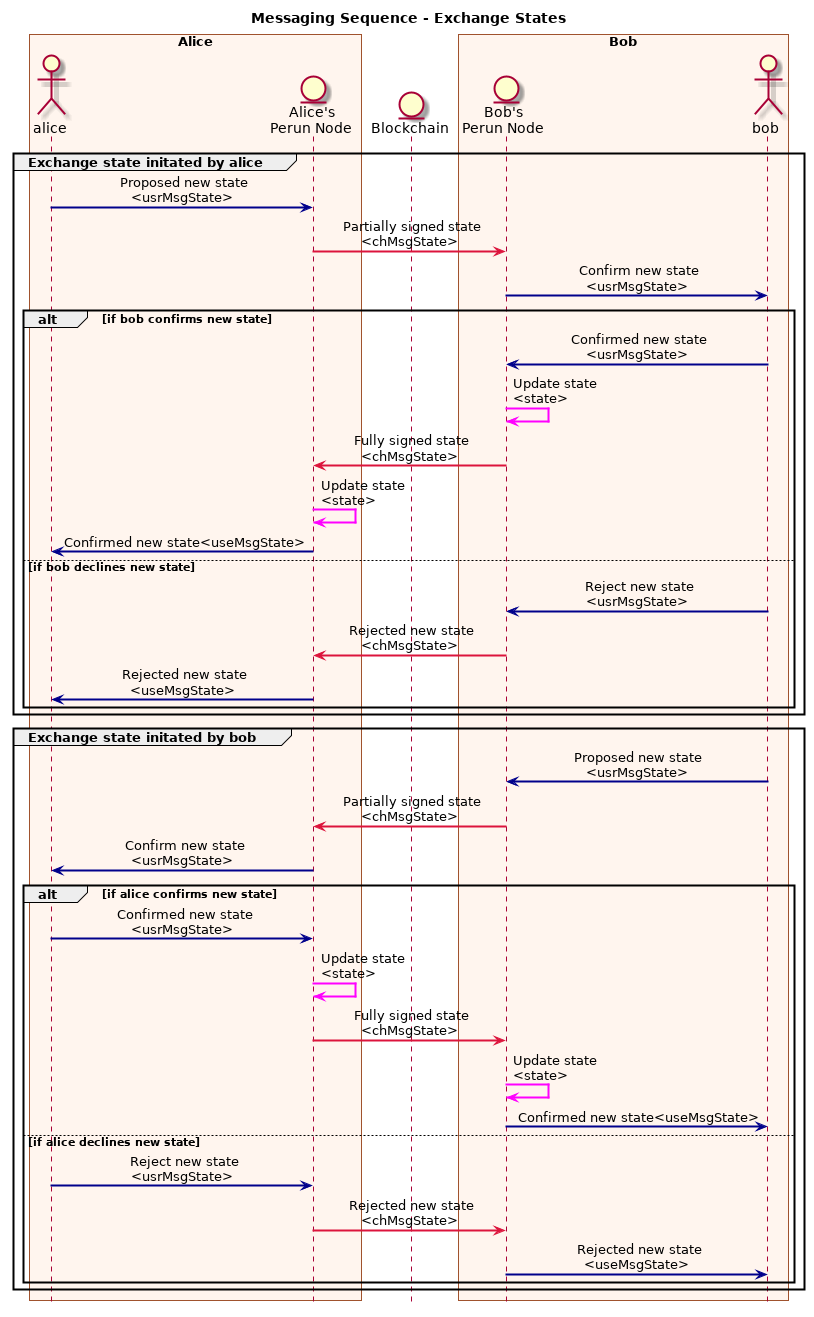 Messaging Sequence - Exchange States
Alice
Bob
alice
Alice's
Perun Node
Blockchain
Bob's
Perun Node
bob
Exchange state initated by alice
Proposed new state
<usrMsgState>
Partially signed state
<chMsgState>
Confirm new state
<usrMsgState>
alt
[if bob confirms new state]
Confirmed new state
<usrMsgState>
Update state
<state>
Fully signed state
<chMsgState>
Update state
<state>
Confirmed new state<useMsgState>
[if bob declines new state]
Reject new state
<usrMsgState>
Rejected new state
<chMsgState>
Rejected new state
<useMsgState>
Exchange state initated by bob
Proposed new state
<usrMsgState>
Partially signed state
<chMsgState>
Confirm new state
<usrMsgState>
alt
[if alice confirms new state]
Confirmed new state
<usrMsgState>
Update state
<state>
Fully signed state
<chMsgState>
Update state
<state>
Confirmed new state<useMsgState>
[if alice declines new state]
Reject new state
<usrMsgState>
Rejected new state
<chMsgState>
Rejected new state
<useMsgState>